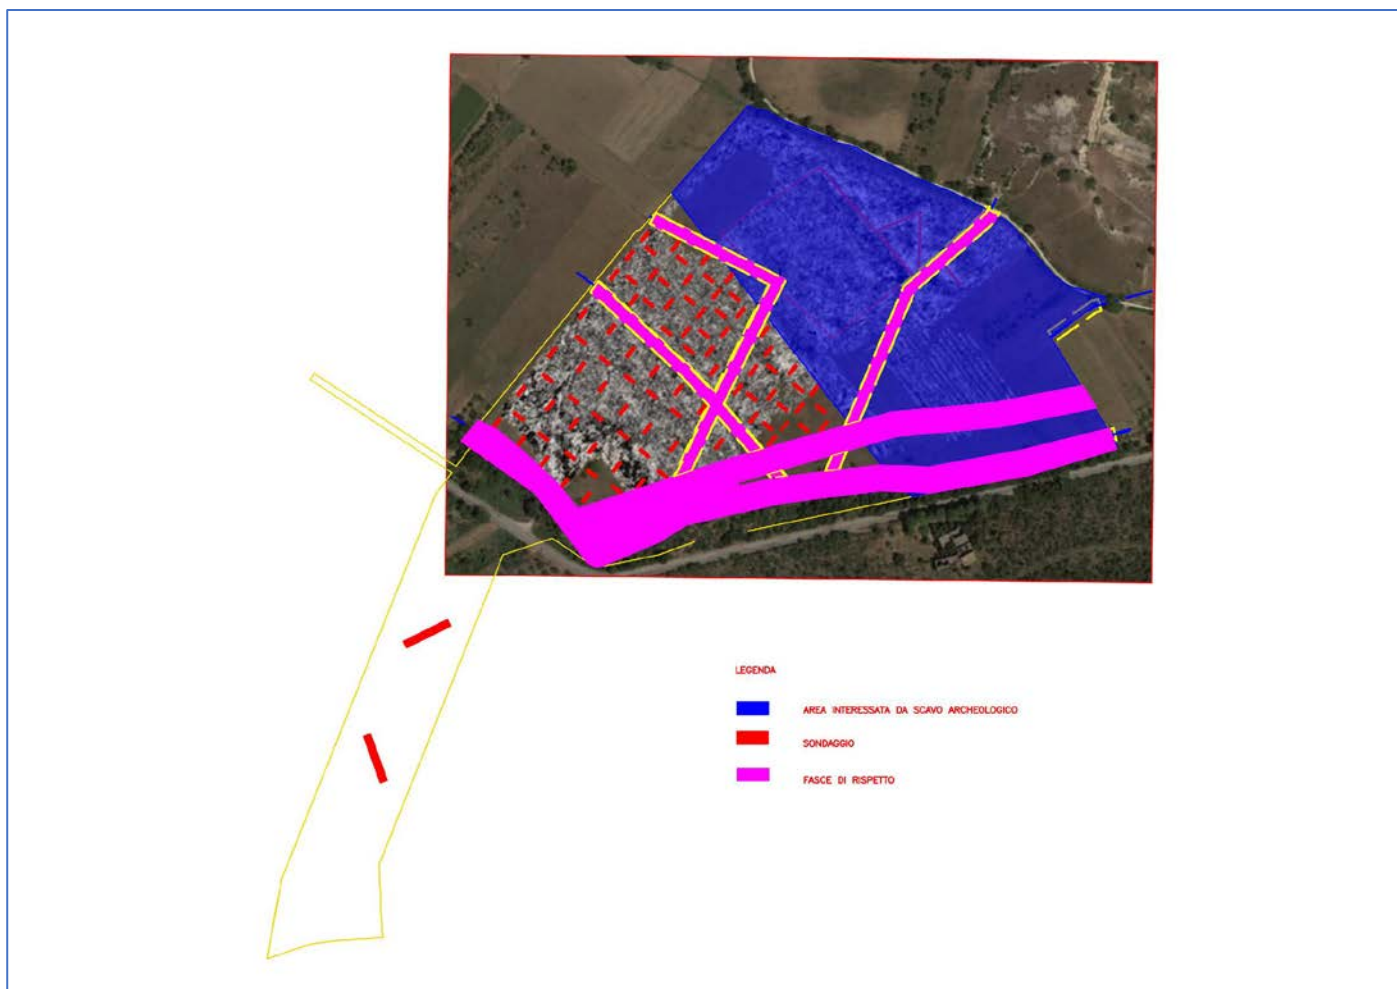 LEGENDA
AREA INTERESSATA DA SCAVO ARCHEOLOGICO
SONDAGGIO
FASCE DI RISPETTO